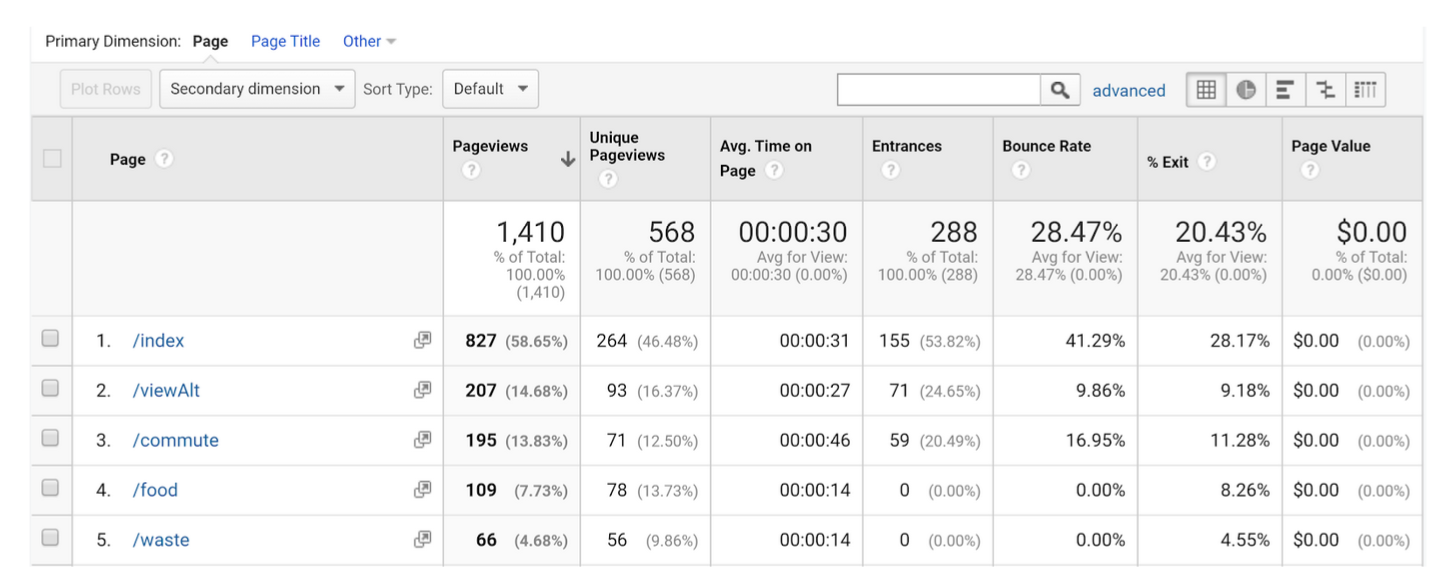 Primary Dimension: Page Page Title Other
Plot Rows Secondary dimension Sort Type: Default advanced
Page ? Pageviews ? Unique Pageviews ? Avg. Time on Page ? Entrances ? Bounce Rate ? % Exit ? Page Value ?
1,410 568 00:00:30 288 28.47% 20.43% $0.00
% of Total: % of Total: Avg for View: % of Total: Avg for View: Avg for View: % of Total:
100.00% 100.00% (568) 00:00:30 (0.00%) 100.00% (288) 28.47% (0.00%) 20.43% (0.00%) 0.00% ($0.00)
(1,410)
1. /index 827 (58.65%) 264 (46.48%) 00:00:31 155 (53.82%) 41.29% 28.17% $0.00 (0.00%)
2. /viewAlt 207 (14.68%) 93 (16.37%) 00:00:27 71 (24.65%) 9.86% 9.18% $0.00 (0.00%)
3. /commute 195 (13.83%) 71 (12.50%) 00:00:46 59 (20.49%) 16.95% 11.28% $0.00 (0.00%)
4. /food 109 (7.73%) 78 (13.73%) 00:00:14 0 (0.00%) 0.00% 8.26% $0.00 (0.00%)
5. /waste 66 (4.68%) 56 (9.86%) 00:00:14 0 (0.00%) 0.00% 4.55% $0.00 (0.00%)